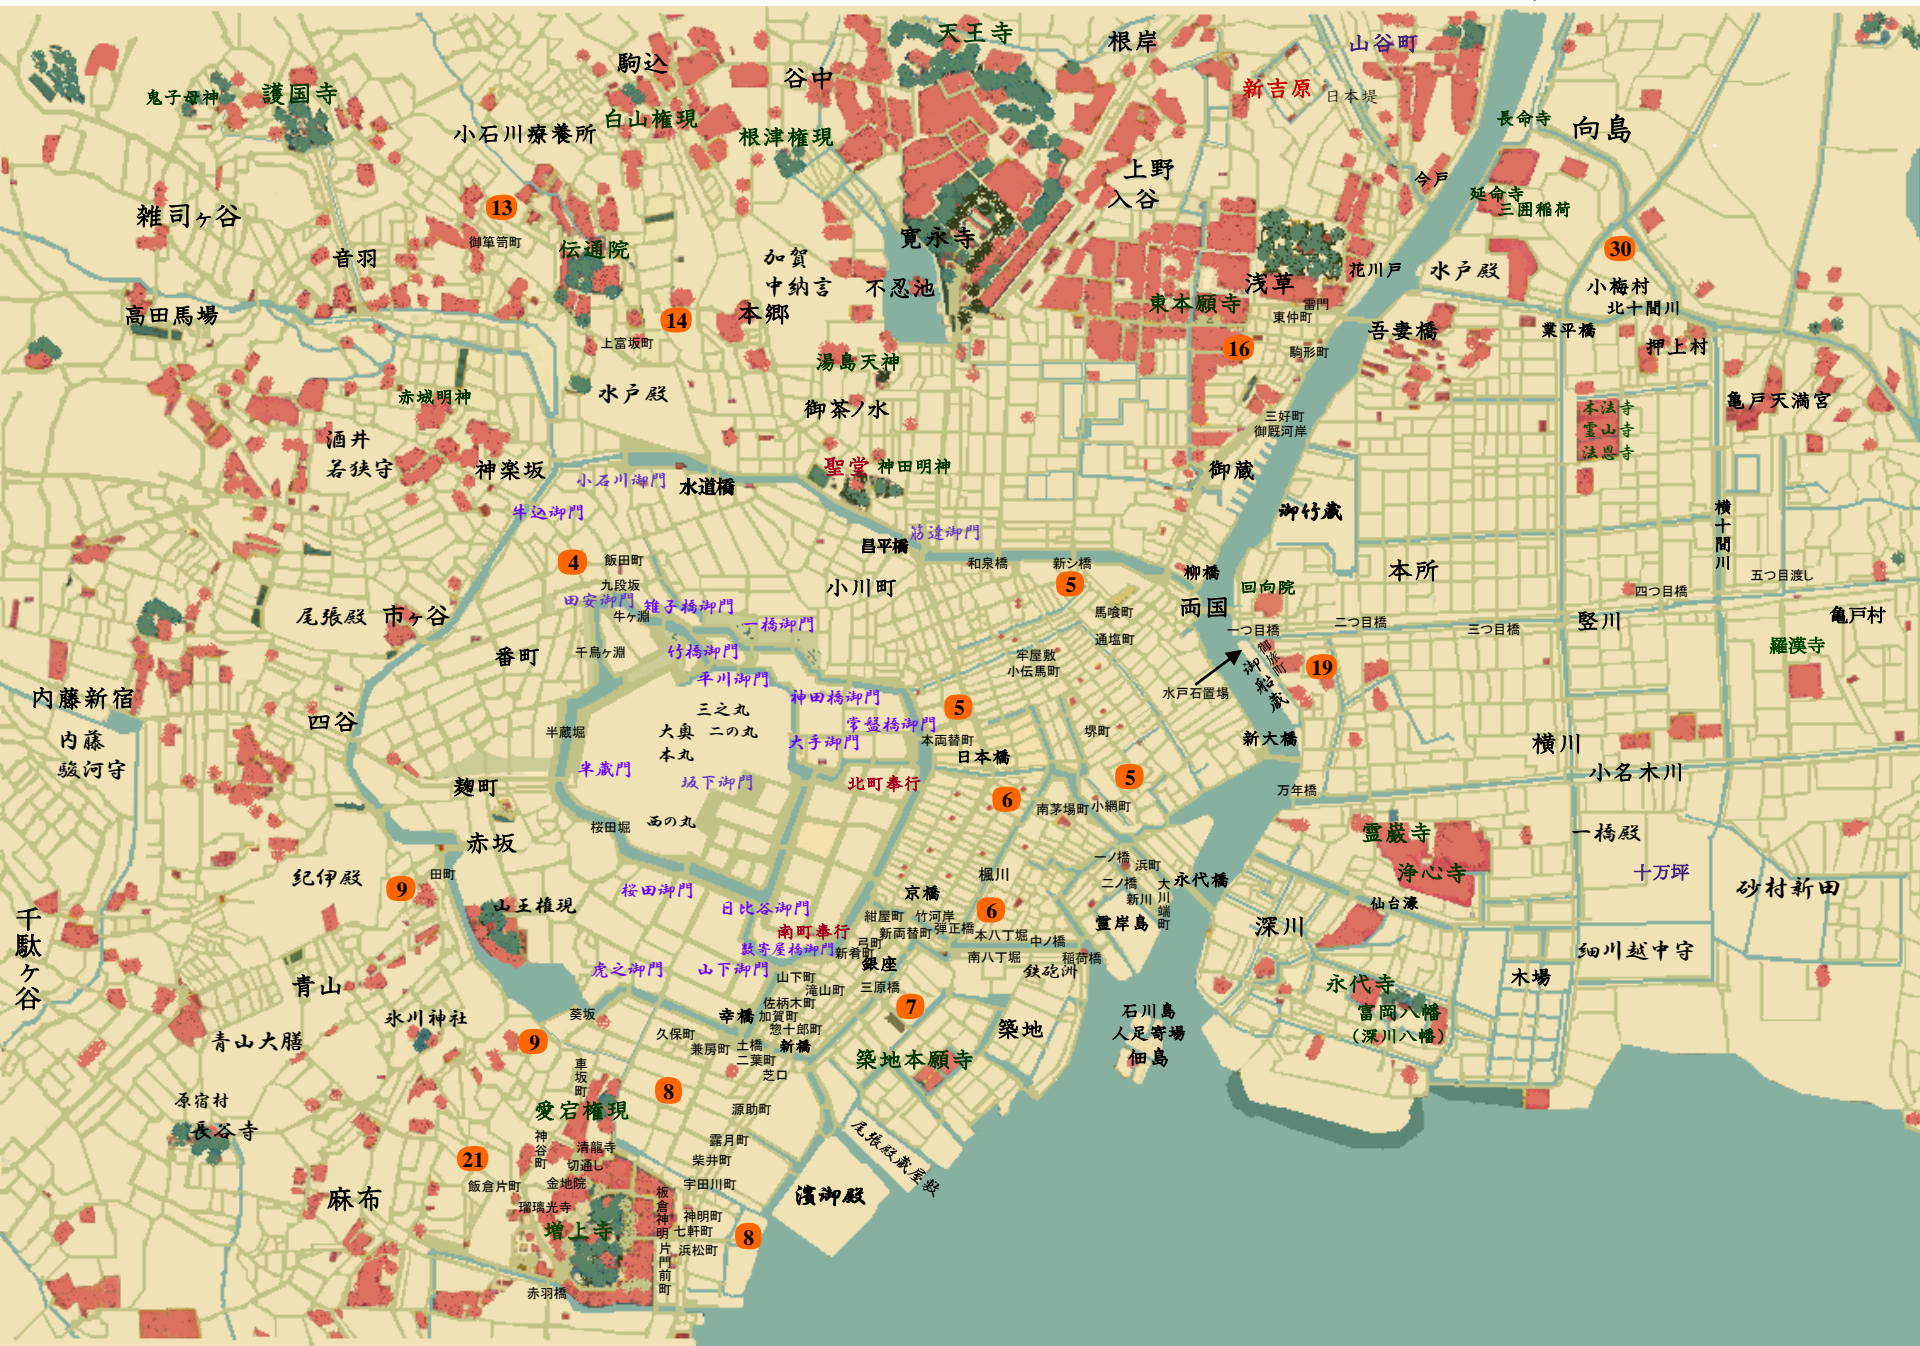 天王寺
根岸
山谷町
駒込
谷中
新吉原
日本堤
鬼子母神
護国寺
白山権現
小石川療養所
根津権現
長命寺
向島
上野
入谷
今戸
延命寺
三囲稲荷
雑司ヶ谷
13
御箪笥町
伝通院
音羽
寛永寺
30
加賀
中納言
不忍池
浅草
花川戸
水戸殿
小梅村
北十間川
高田馬場
14
本郷
東本願寺
雷門
東仲町
吾妻橋
業平橋
押上村
上富坂町
16
駒形町
湯島天神
赤城明神
水戸殿
御茶ノ水
三好町
御厩河岸
本法寺
霊山寺
法恩寺
亀戸天満宮
酒井
若狭守
神楽坂
小石川御門
水道橋
聖堂
神田明神
御蔵
御竹蔵
横十間川
牛込御門
筋違御門
昌平橋
4
飯田町
九段坂
和泉橋
新シ橋
5
柳橋
本所
五つ目渡し
小川町
回向院
四つ目橋
田安御門
雉子橋御門
牛ヶ淵
一橋御門
馬喰町
両国
尾張殿
市ヶ谷
通塩町
一つ目橋
二つ目橋
三つ目橋
竪川
亀戸村
番町
千鳥ヶ淵
竹橋御門
牢屋敷
小伝馬町
御旅町
19
羅漢寺
御船蔵
水戸石置場
平川御門
神田橋御門
内藤新宿
四谷
三之丸
5
内藤
駿河守
半蔵堀
大奥
二の丸
常盤橋御門
大手御門
本両替町
堺町
新大橋
横川
本丸
日本橋
半蔵門
坂下御門
北町奉行
5
小名木川
麹町
6
南茅場町
小網町
万年橋
桜田堀
西の丸
赤坂
霊巌寺
一橋殿
一ノ橋
浜町
紀伊殿
田町
楓川
二ノ橋
永代橋
浄心寺
十万坪
砂村新田
9
桜田御門
京橋
新川
大川端町
仙台濠
山王権現
日比谷御門
6
紺屋町
竹河岸
霊岸島
深川
千駄ヶ谷
南町奉行
新両替町
弾正橋
本八丁堀
中ノ橋
数寄屋橋御門
弓町
新肴町
銀座
南八丁堀
稲荷橋
細川越中守
虎之御門
山下御門
鉄砲洲
青山
山下町
滝山町
三原橋
木場
永代寺
佐柄木町
7
葵坂
幸橋
加賀町
築地
石川島
人足寄場
佃島
富岡八幡
(深川八幡)
氷川神社
惣十郎町
9
久保町
青山大膳
兼房町
土橋
新橋
二葉町
築地本願寺
車坂町
芝口
8
原宿村
愛宕権現
源助町
長谷寺
神谷町
清龍寺
露月町
尾張殿蔵屋敷
21
切通し
柴井町
飯倉片町
金地院
板倉神明
宇田川町
濱御殿
麻布
瑠璃光寺
神明町
増上寺
七軒町
8
浜松町
片門前町
赤羽橋